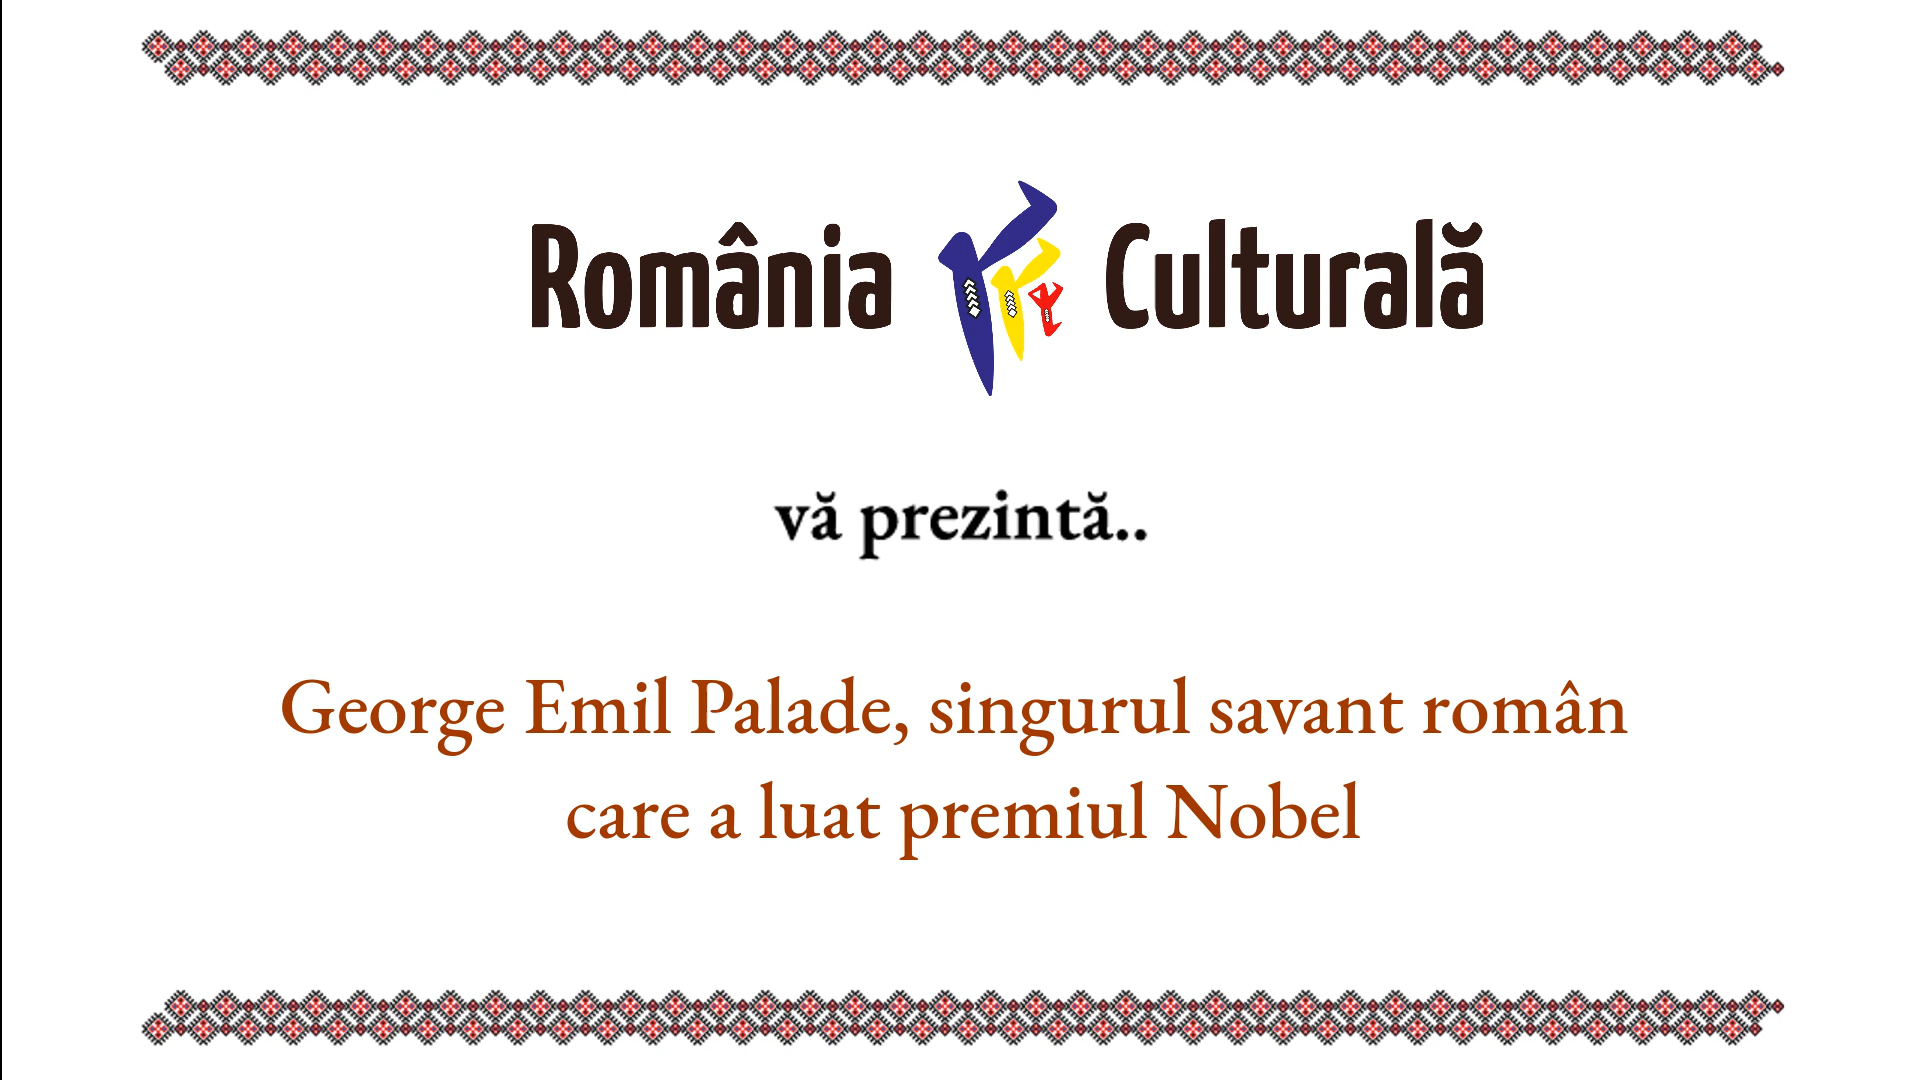 România Culturală
vă prezintă..
George Emil Palade, singurul savant român
care a luat premiul Nobel